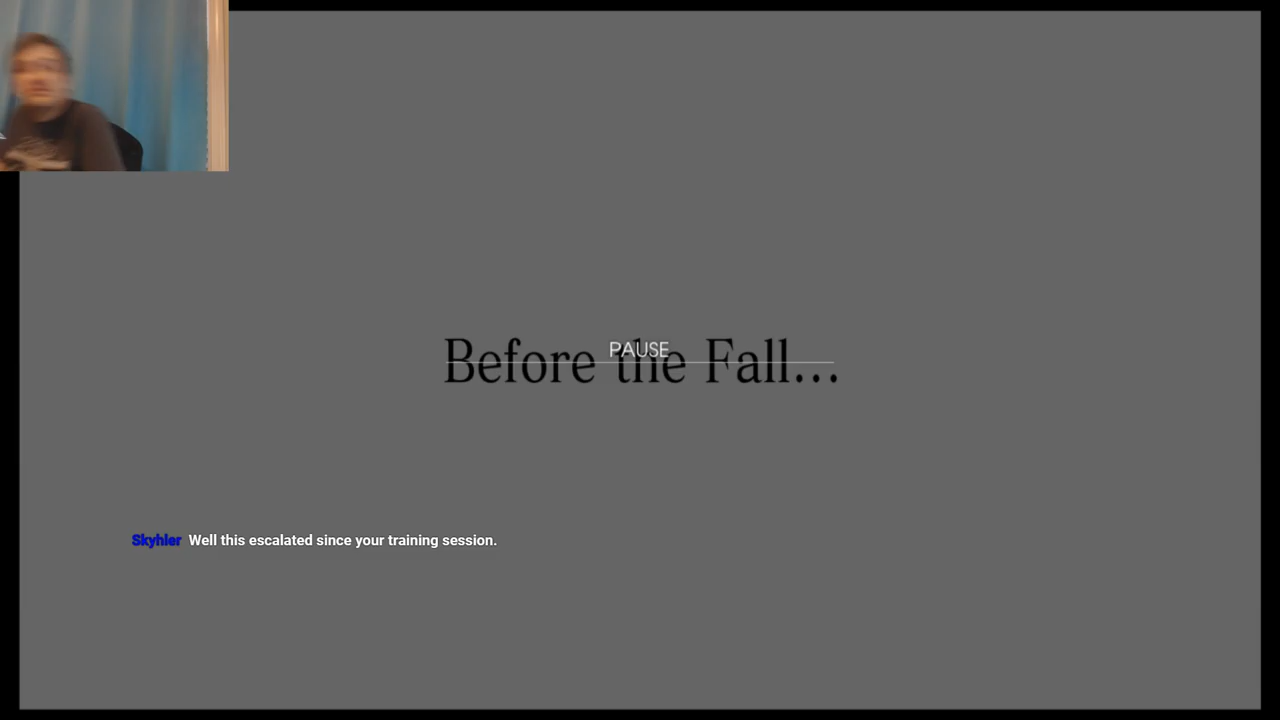 PAUSE
Before the Fall...
Skyhler Well this escalated since your training session.